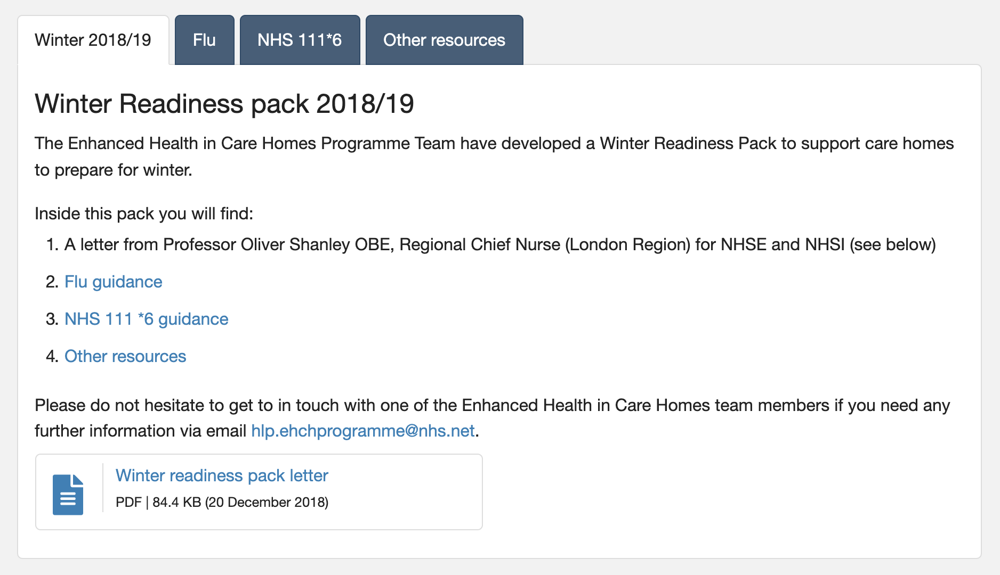 Winter 2018/19
Flu
NHS 111*6
Other resources
Winter Readiness pack 2018/19
The Enhanced Health in Care Homes Programme Team have developed a Winter Readiness Pack to support care homes
to prepare for winter.
Inside this pack you will find:
1. A letter from Professor Oliver Shanley OBE, Regional Chief Nurse (London Region) for NHSE and NHSI (see below)
2. Flu guidance
3. NHS 111 *6 guidance
4. Other resources
Please do not hesitate to get to in touch with one of the Enhanced Health in Care Homes team members if you need any
further information via email hlp.ehchprogramme@nhs.net.
Winter readiness pack letter
PDF | 84.4 KB (20 December 2018)